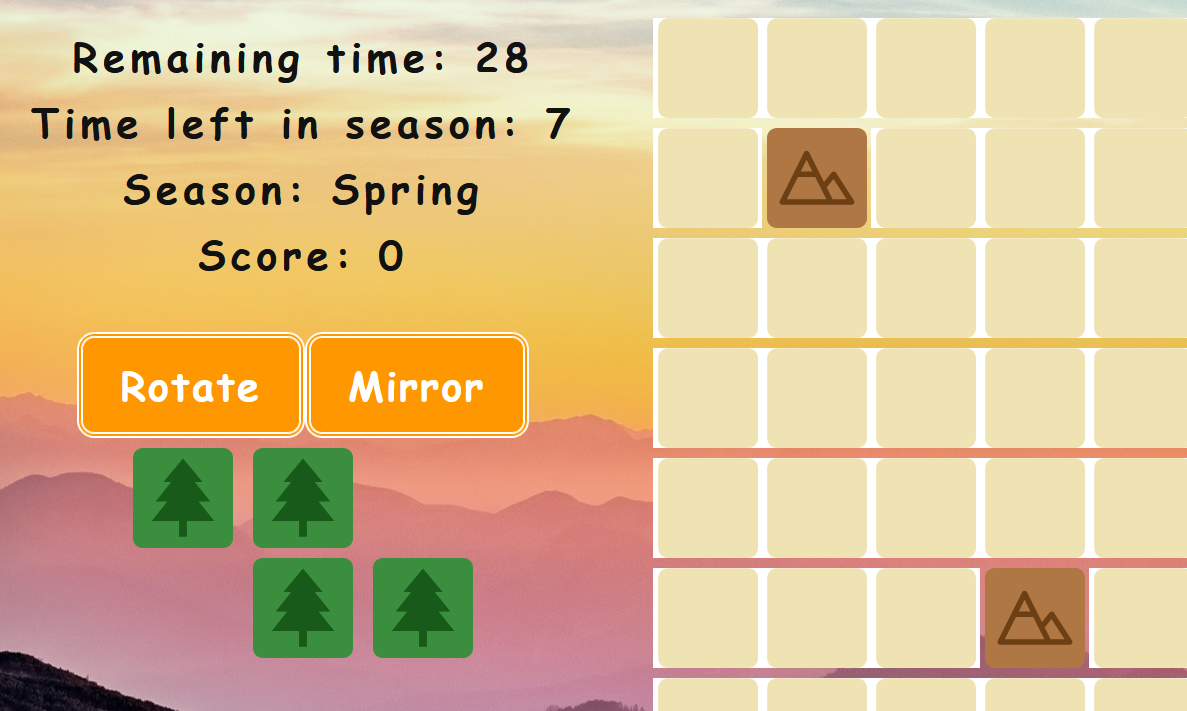 Remaining time: 28
Time left in season: 7
Season: Spring
Score: 0
Rotate Mirror